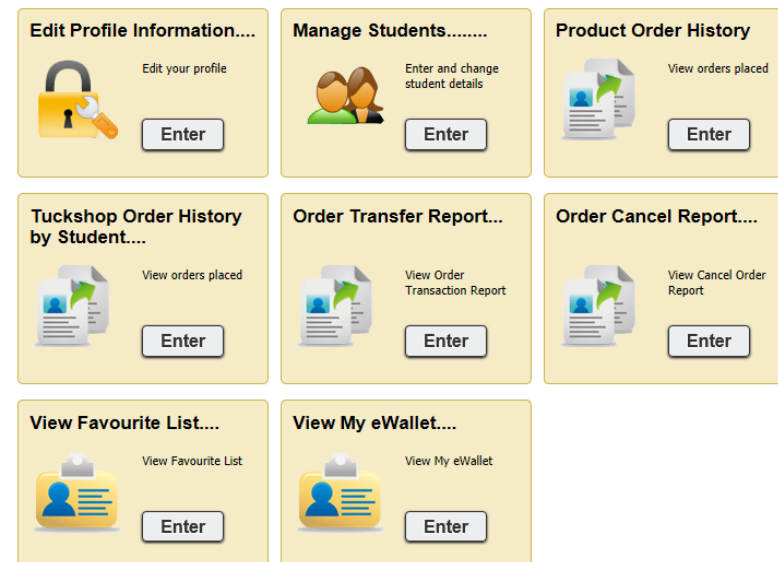 Edit Profile Information....
Edit your profile
Enter
Manage Students........
Enter and change
student details
Enter
Product Order History
View orders placed
Enter
Tuckshop Order History
by Student....
View orders placed
Enter
Order Transfer Report...
View Order
Transaction Report
Enter
Order Cancel Report....
View Cancel Order
Report
Enter
View Favourite List....
View Favourite List
Enter
View My eWallet....
View My eWallet
Enter